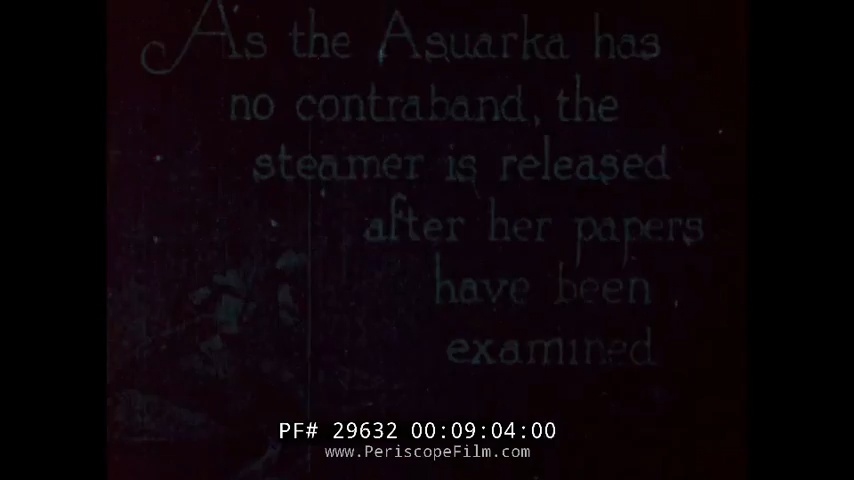 As the Asuarka has
no contraband, the
steamer is released
after her papers
have been
examined
PF# 29632 00:09:04:00
www.PeriscopeFilm.com